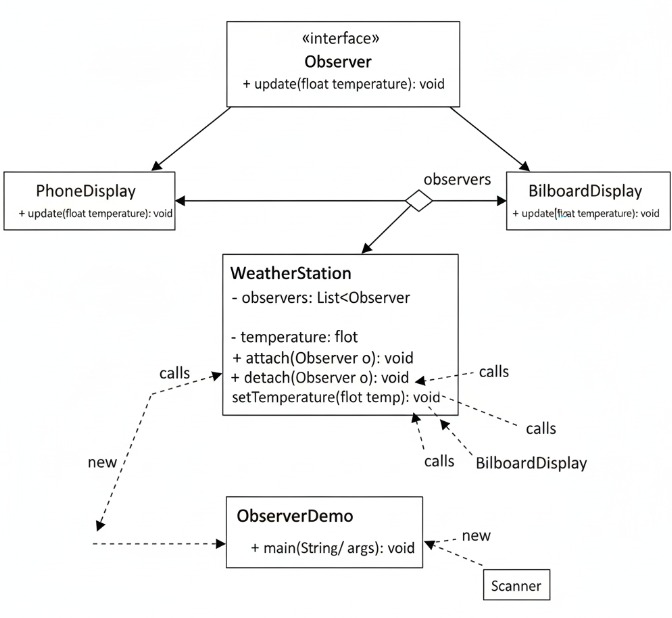 «interface»
Observer
+ update(float temperature): void
observers
PhoneDisplay
+ update(float temperature): void
BilboardDisplay
+ update[float temperature): void
WeatherStation
- observers: List<Observer
- temperature: flot
+ attach(Observer o): void
+ detach(Observer o): void
setTemperature(flot temp): void
calls
calls
calls
calls
BilboardDisplay
new
ObserverDemo
+ main(String/ args): void
new
Scanner